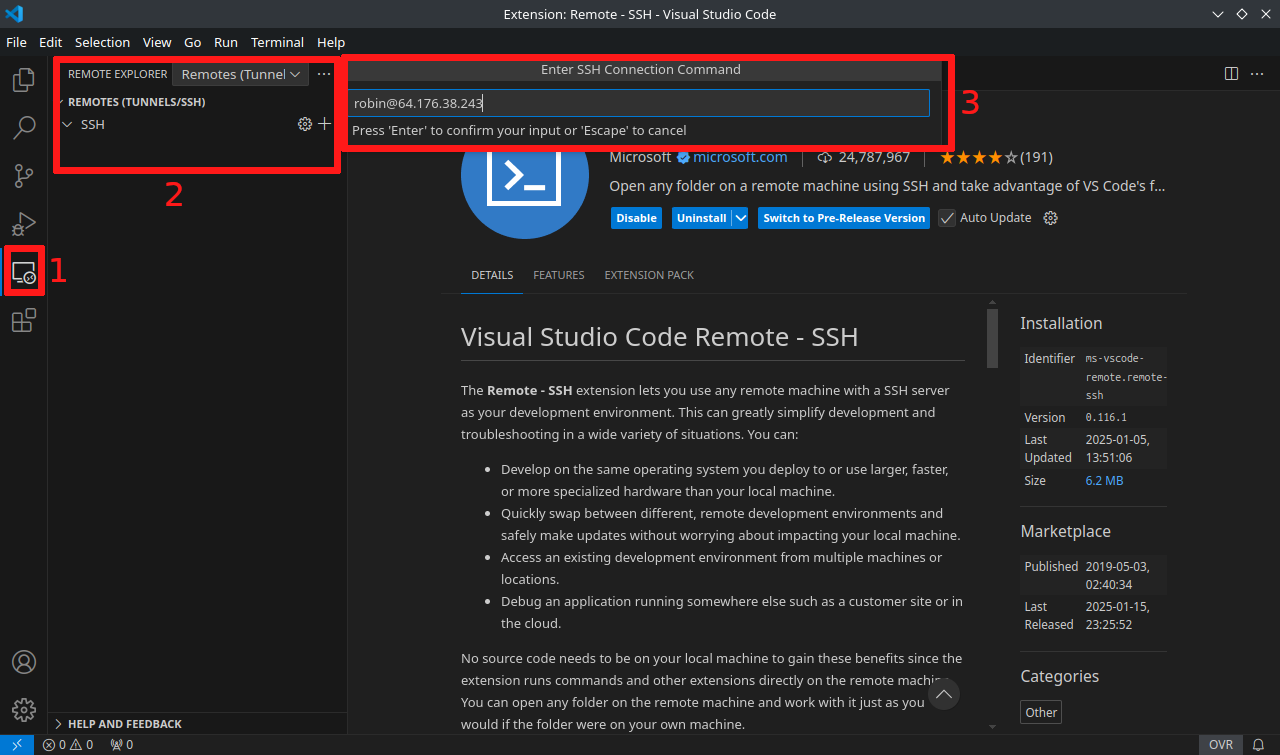 Extension: Remote - SSH - Visual Studio Code
File Edit Selection View Go Run Terminal Help
REMOTE EXPLORER Remotes (Tunnel
REMOTES (TUNNELS/SSH)
SSH
2
1
Enter SSH Connection Command
robin@64.176.38.243
Press 'Enter' to confirm your input or 'Escape' to cancel
3
Microsoft microsoft.com 24,787,967 (191)
Open any folder on a remote machine using SSH and take advantage of VS Code's f...
Disable Uninstall Switch to Pre-Release Version Auto Update
DETAILS FEATURES EXTENSION PACK
Visual Studio Code Remote - SSH
The Remote - SSH extension lets you use any remote machine with a SSH server
as your development environment. This can greatly simplify development and
troubleshooting in a wide variety of situations. You can:
• Develop on the same operating system you deploy to or use larger, faster,
or more specialized hardware than your local machine.
• Quickly swap between different, remote development environments and
safely make updates without worrying about impacting your local machine.
• Access an existing development environment from multiple machines or
locations.
• Debug an application running somewhere else such as a customer site or in
the cloud.
No source code needs to be on your local machine to gain these benefits since the
extension runs commands and other extensions directly on the remote machine.
You can open any folder on the remote machine and work with it just as you
would if the folder were on your own machine.
Installation
Identifier ms-vscode-
remote.remote-
ssh
Version 0.116.1
Last 2025-01-05,
Updated 13:51:06
Size 6.2 MB
Marketplace
Published 2019-05-03,
02:40:34
Last 2025-01-15,
Released 23:25:52
Categories
Other
HELP AND FEEDBACK
0 0 0 OVR